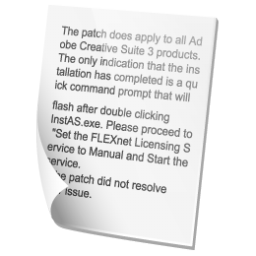 The patch does apply to all Ad
obe Creative Suite 3 products.
The only indication that the ins
tallation has completed is a qu
ick command prompt that will
flash after double clicking
InstAS.exe. Please proceed to
"Set the FLEXnet Licensing S
ervice to Manual and Start the
ervice.
e patch did not resolve
issue.